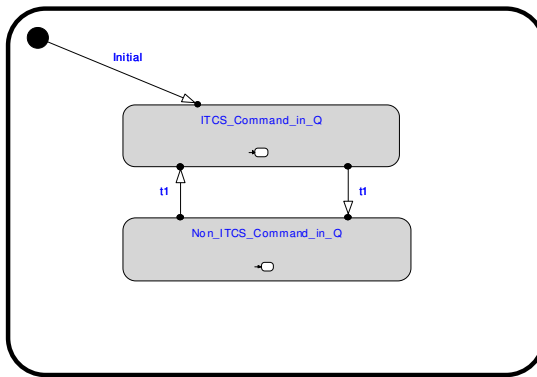 Initial
ITCS_Command_in_Q
t1 t1
Non_ITCS_Command_in_Q